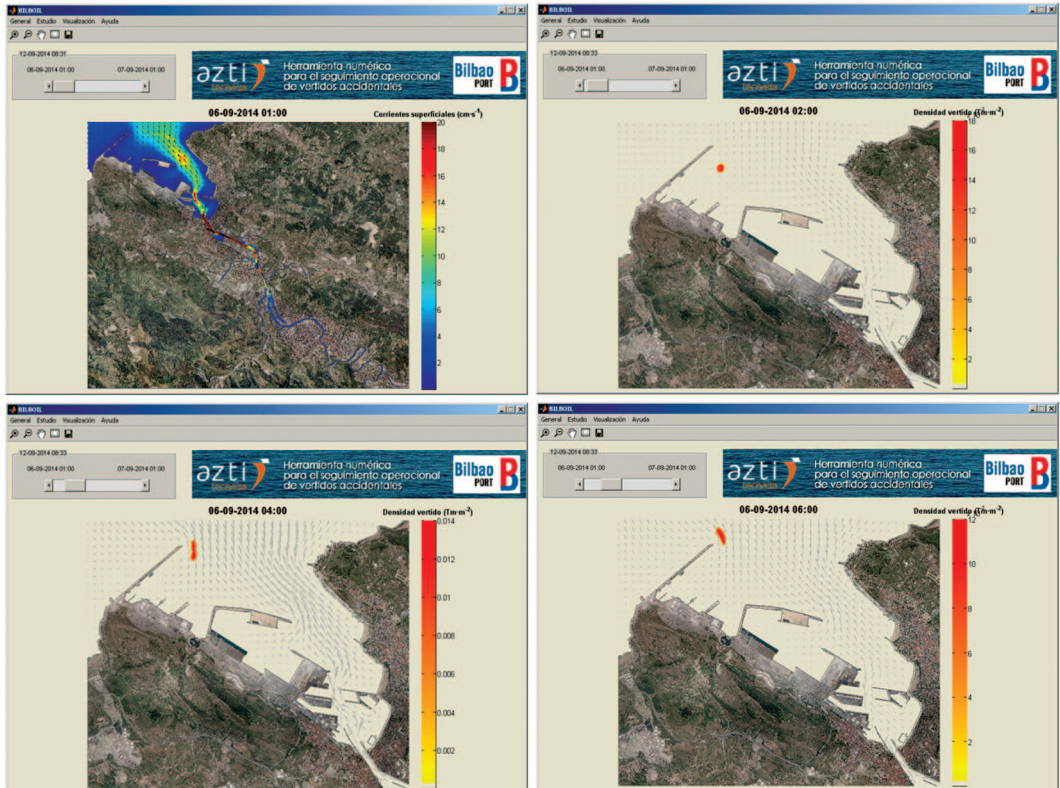 BILBOIL
General Estudio Visualización Ayuda
12-09-2014 08:31
06-09-2014 01:00 07-09-2014 01:00
azti
tecnalia
Herramienta numérica
para el seguimiento operacional
de vertidos accidentales
Bilbao
PORT
06-09-2014 01:00
Corrientes superficiales (cm·s⁻¹)
20
18
16
14
12
10
8
6
4
2
BILBOIL
General Estudio Visualización Ayuda
12-09-2014 08:33
06-09-2014 01:00 07-09-2014 01:00
azti
tecnalia
Herramienta numérica
para el seguimiento operacional
de vertidos accidentales
Bilbao
PORT
06-09-2014 02:00
Densidad vertido
18
16
14
12
10
8
6
4
2
BILBOIL
General Estudio Visualización Ayuda
12-09-2014 08:33
06-09-2014 01:00 07-09-2014 01:00
azti
tecnalia
Herramienta numérica
para el seguimiento operacional
de vertidos accidentales
Bilbao
PORT
06-09-2014 04:00
Densidad vertido (Tm·m⁻²)
0.014
0.012
0.01
0.008
0.006
0.004
0.002
BILBOIL
General Estudio Visualización Ayuda
12-09-2014 08:33
06-09-2014 01:00 07-09-2014 01:00
azti
tecnalia
Herramienta numérica
para el seguimiento operacional
de vertidos accidentales
Bilbao
PORT
06-09-2014 06:00
Densidad vertido
12
10
8
6
4
2